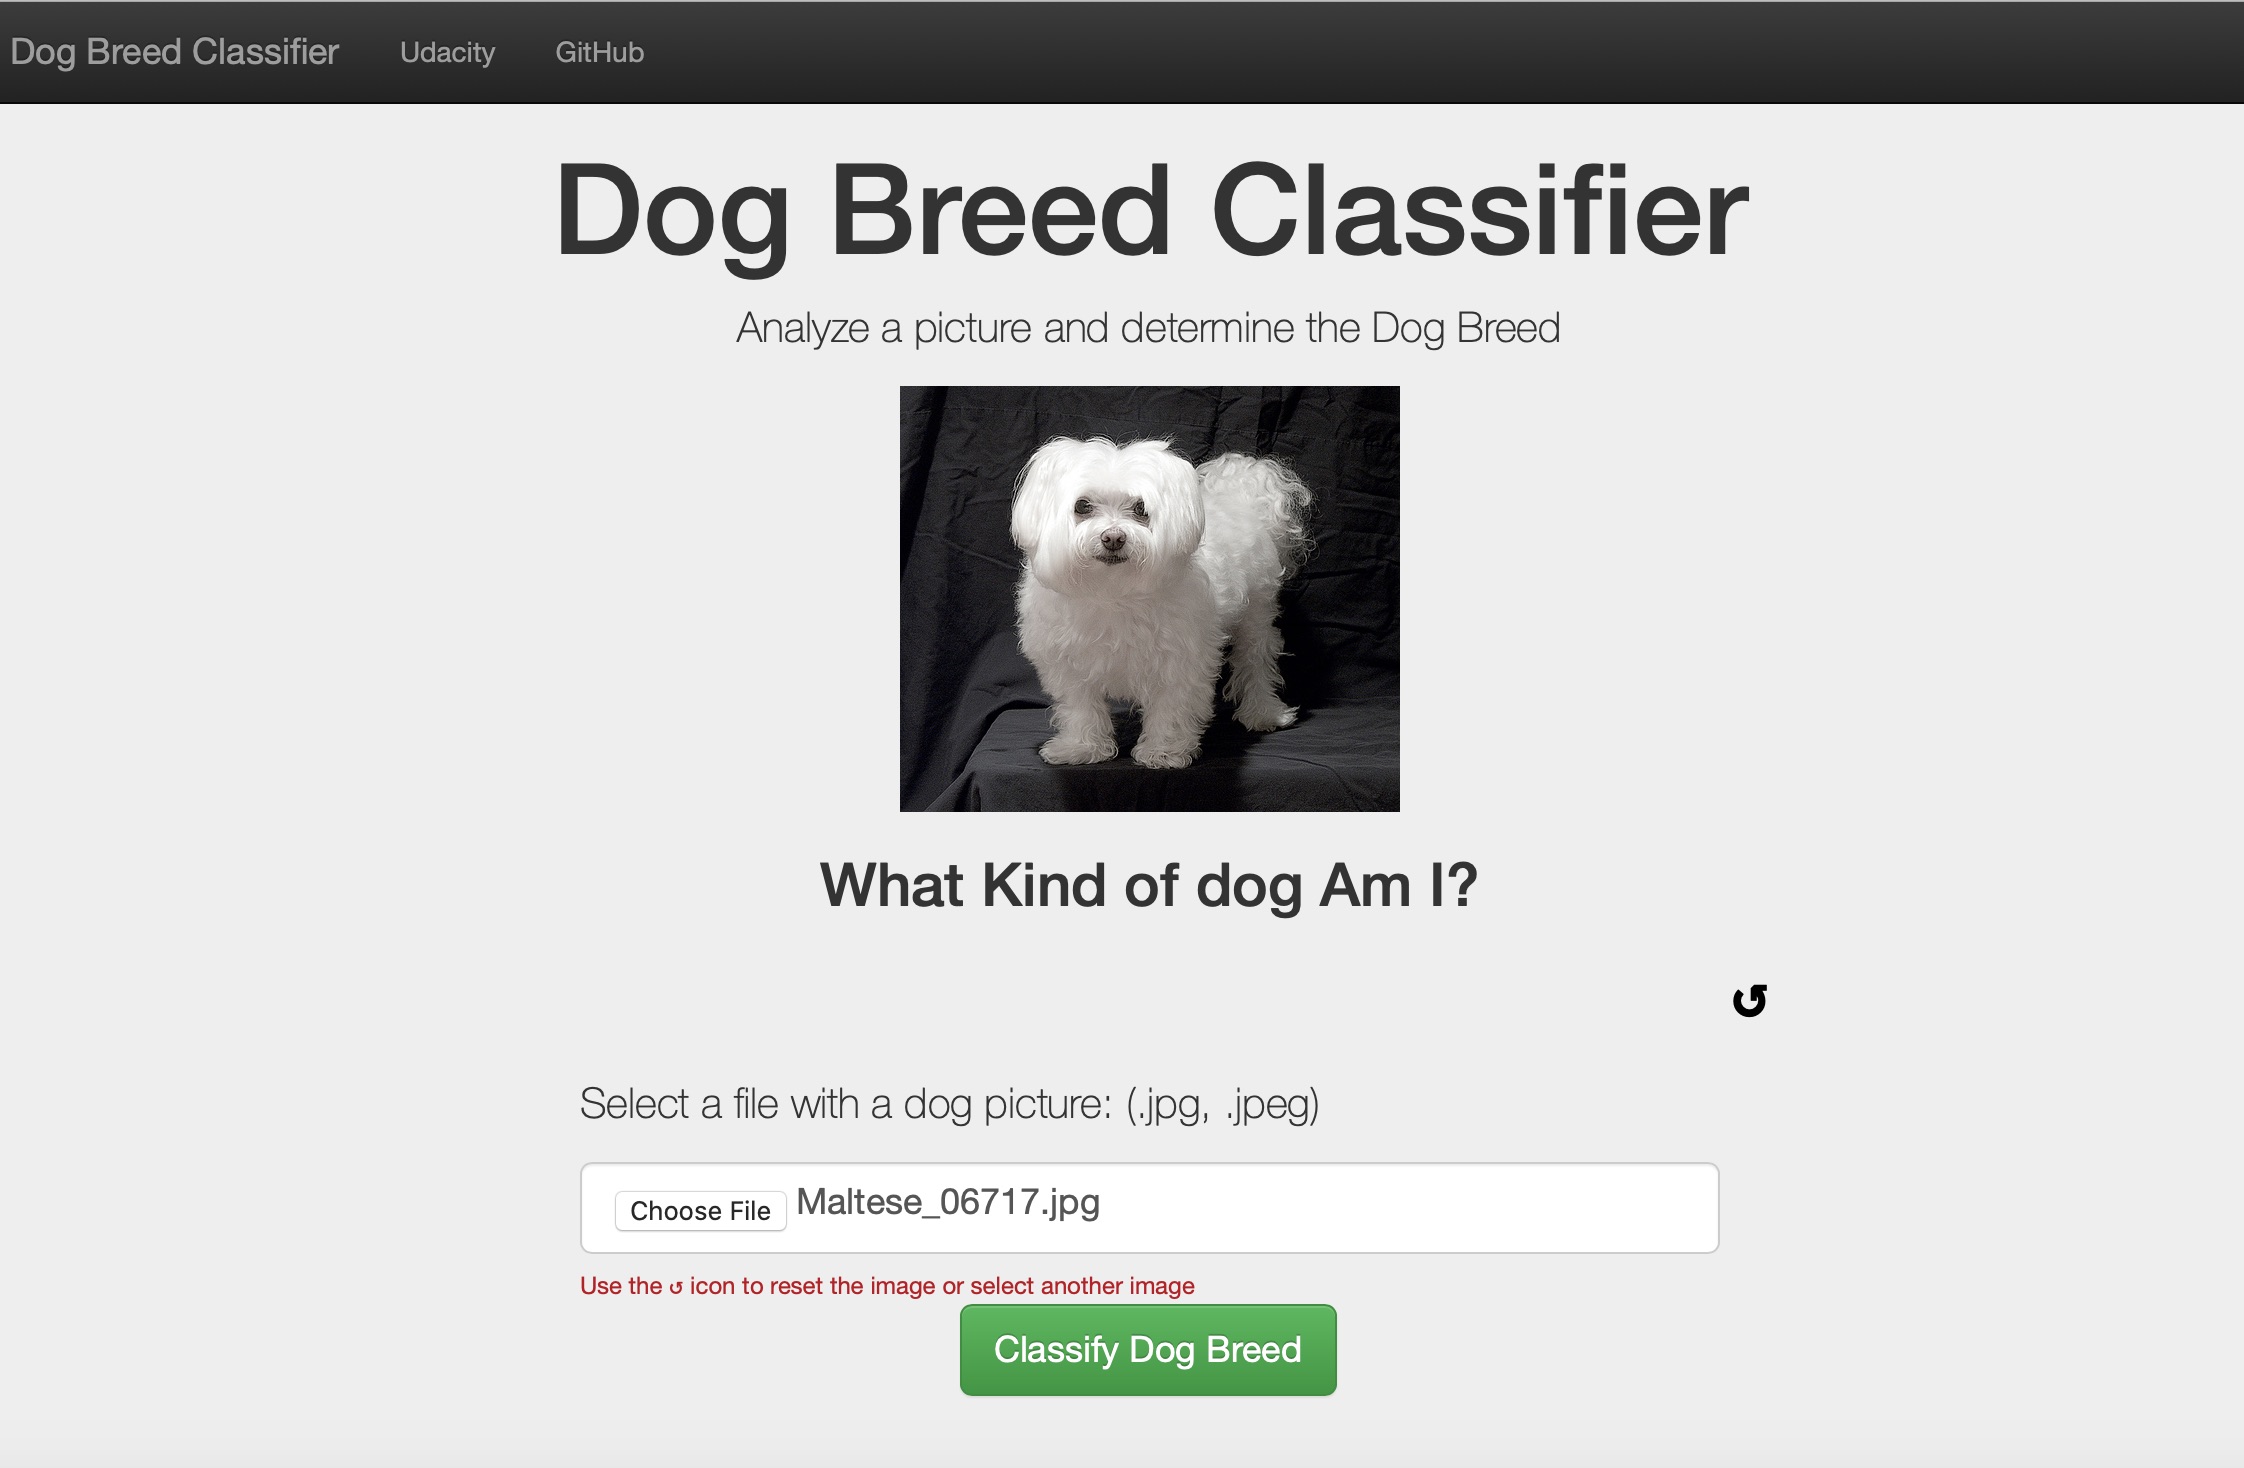 Dog Breed Classifier Udacity GitHub
Dog Breed Classifier
Analyze a picture and determine the Dog Breed
What Kind of dog Am I?
Select a file with a dog picture: (.jpg, .jpeg)
Choose File Maltese_06717.jpg
Use the ↺ icon to reset the image or select another image
Classify Dog Breed